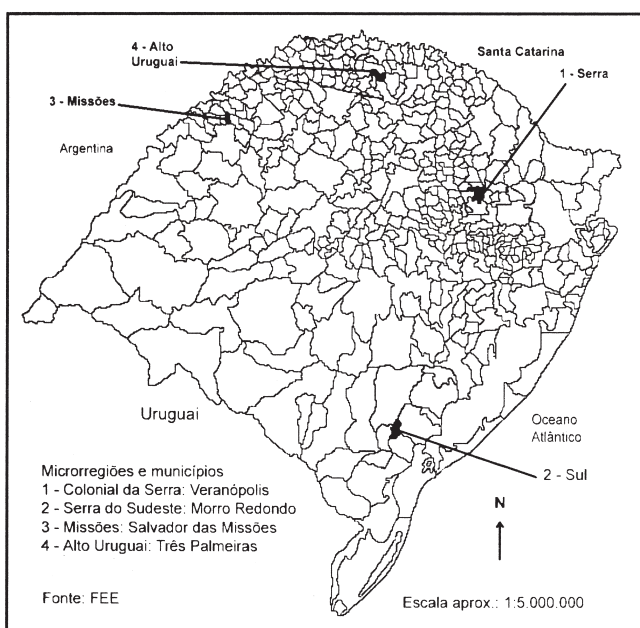 4 - Alto
Uruguai
Santa Catarina
1 - Serra
3 - Missões
Argentina
Uruguai
Oceano
Atlântico
2 - Sul
Microrregiões e municípios
1 - Colonial da Serra: Veranópolis
2 - Serra do Sudeste: Morro Redondo
3 - Missões: Salvador das Missões
4 - Alto Uruguai: Três Palmeiras
N
Fonte: FEE
Escala aprox.: 1:5.000.000